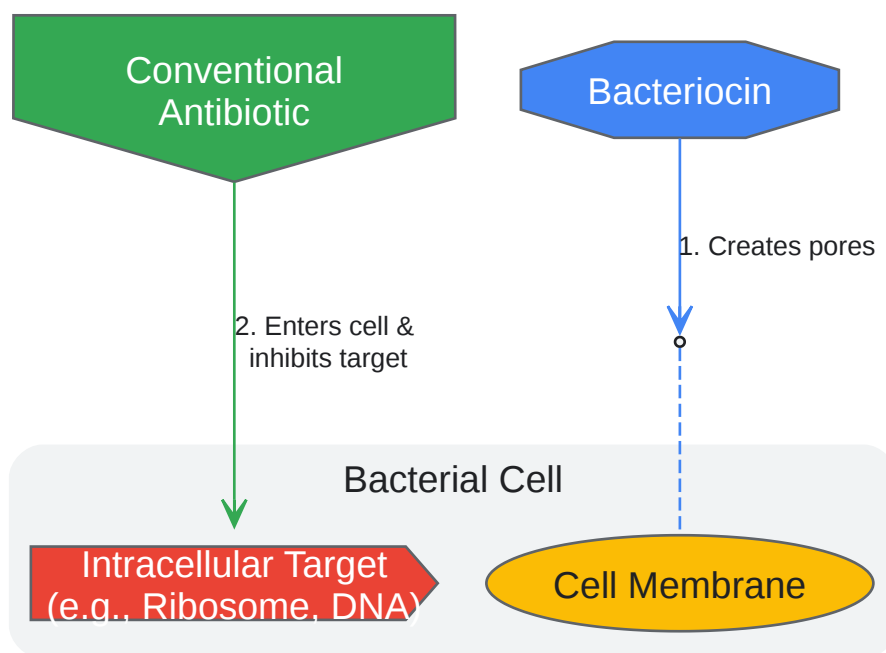 Conventional
Antibiotic
Bacteriocin
1. Creates pores
2. Enters cell &
inhibits target
Bacterial Cell
Intracellular Target
(e.g., Ribosome, DNA)
Cell Membrane